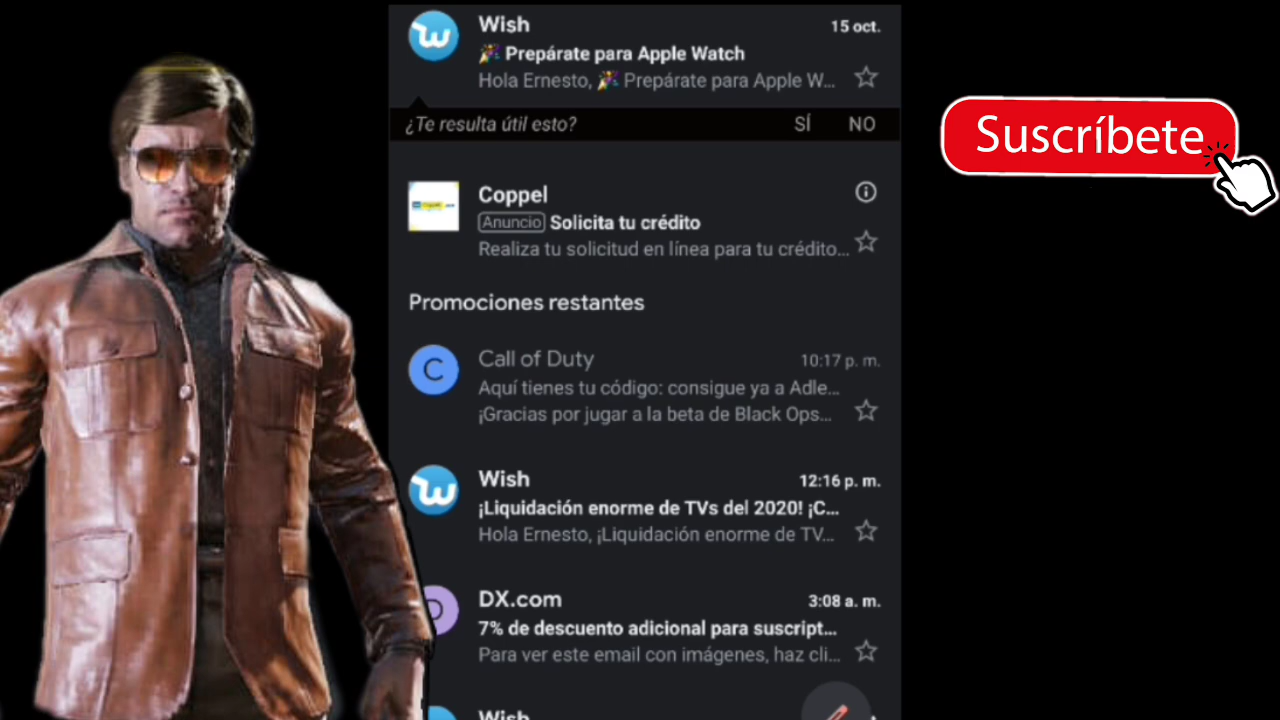 Wish
15 oct.
🎉 Prepárate para Apple Watch
Hola Ernesto, 🎉 Prepárate para Apple W...
¿Te resulta útil esto?
SÍ
NO
Suscríbete
Coppel
Anuncio Solicita tu crédito
Realiza tu solicitud en línea para tu crédito...
Promociones restantes
C
Call of Duty
10:17 p. m.
Aquí tienes tu código: consigue ya a Adle...
¡Gracias por jugar a la beta de Black Ops...
Wish
12:16 p. m.
¡Liquidación enorme de TVs del 2020! ¡C...
Hola Ernesto, ¡Liquidación enorme de TV...
D
DX.com
3:08 a. m.
7% de descuento adicional para suscript...
Para ver este email con imágenes, haz cli...
Wish